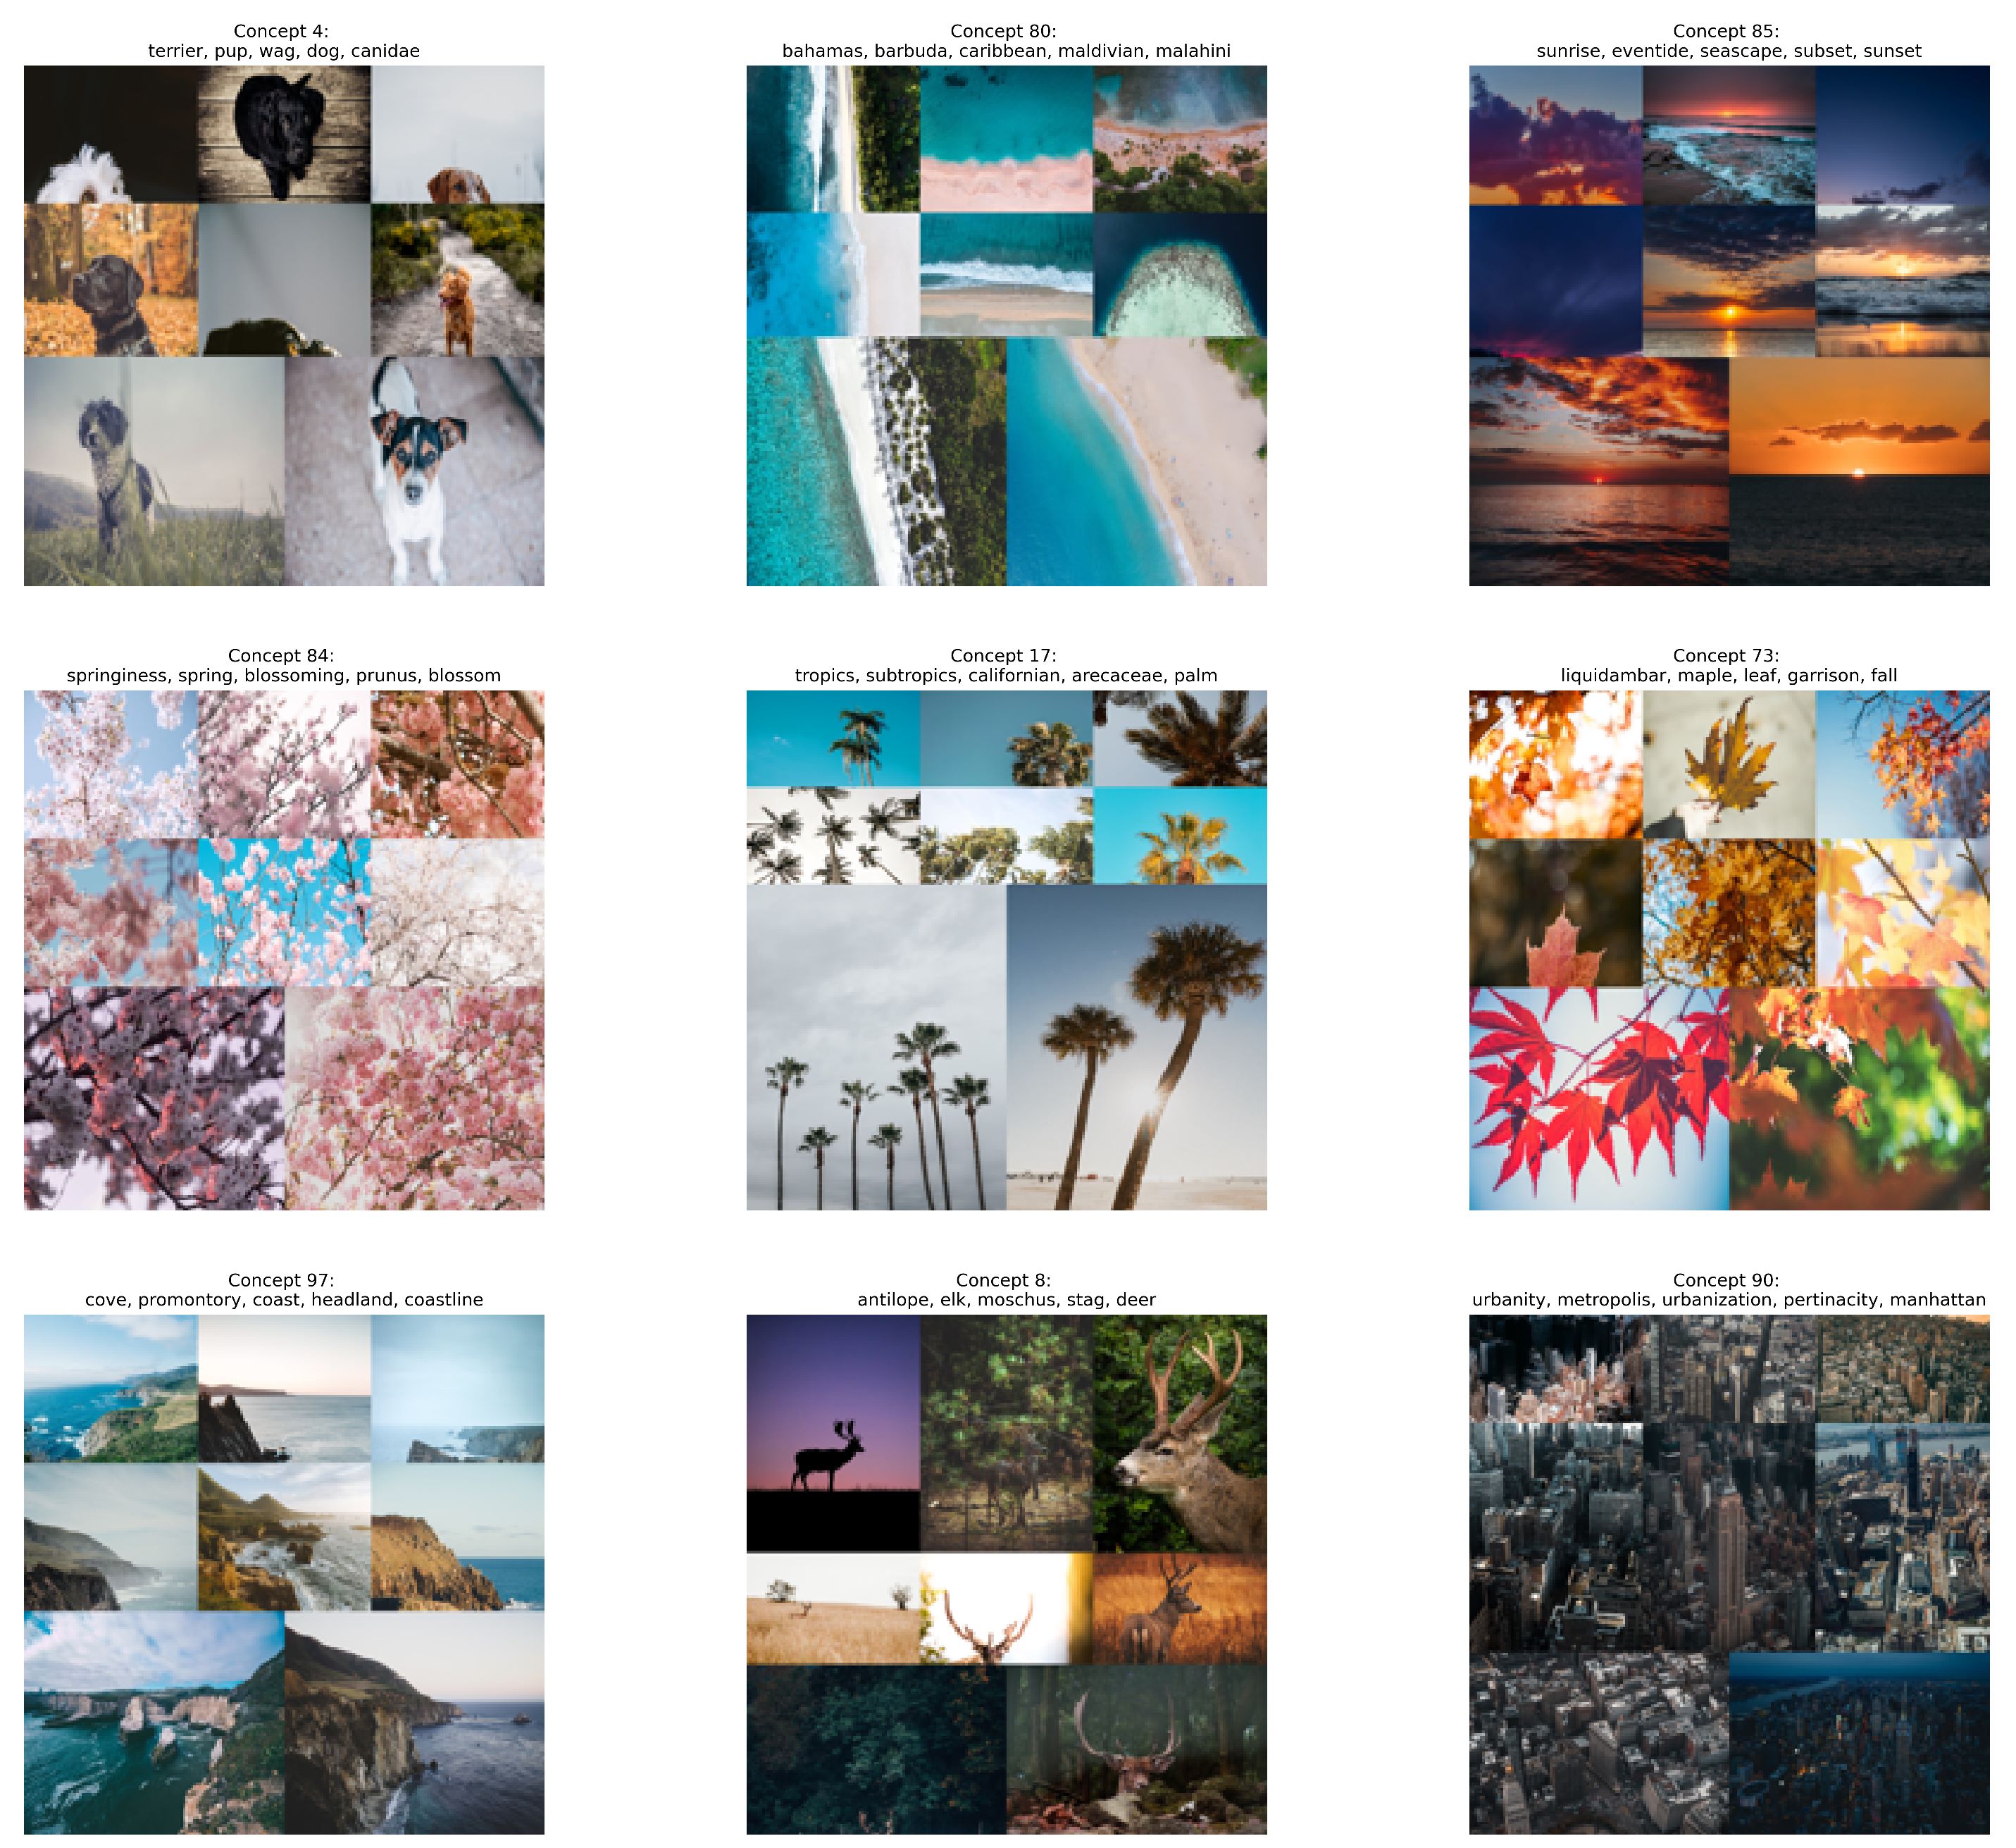 Concept 4:
terrier, pup, wag, dog, canidae
Concept 80:
bahamas, barbuda, caribbean, maldivian, malahini
Concept 85:
sunrise, eventide, seascape, subset, sunset
Concept 84:
springiness, spring, blossoming, prunus, blossom
Concept 17:
tropics, subtropics, californian, arecaceae, palm
Concept 73:
liquidambar, maple, leaf, garrison, fall
Concept 97:
cove, promontory, coast, headland, coastline
Concept 8:
antilope, elk, moschus, stag, deer
Concept 90:
urbanity, metropolis, urbanization, pertinacity, manhattan